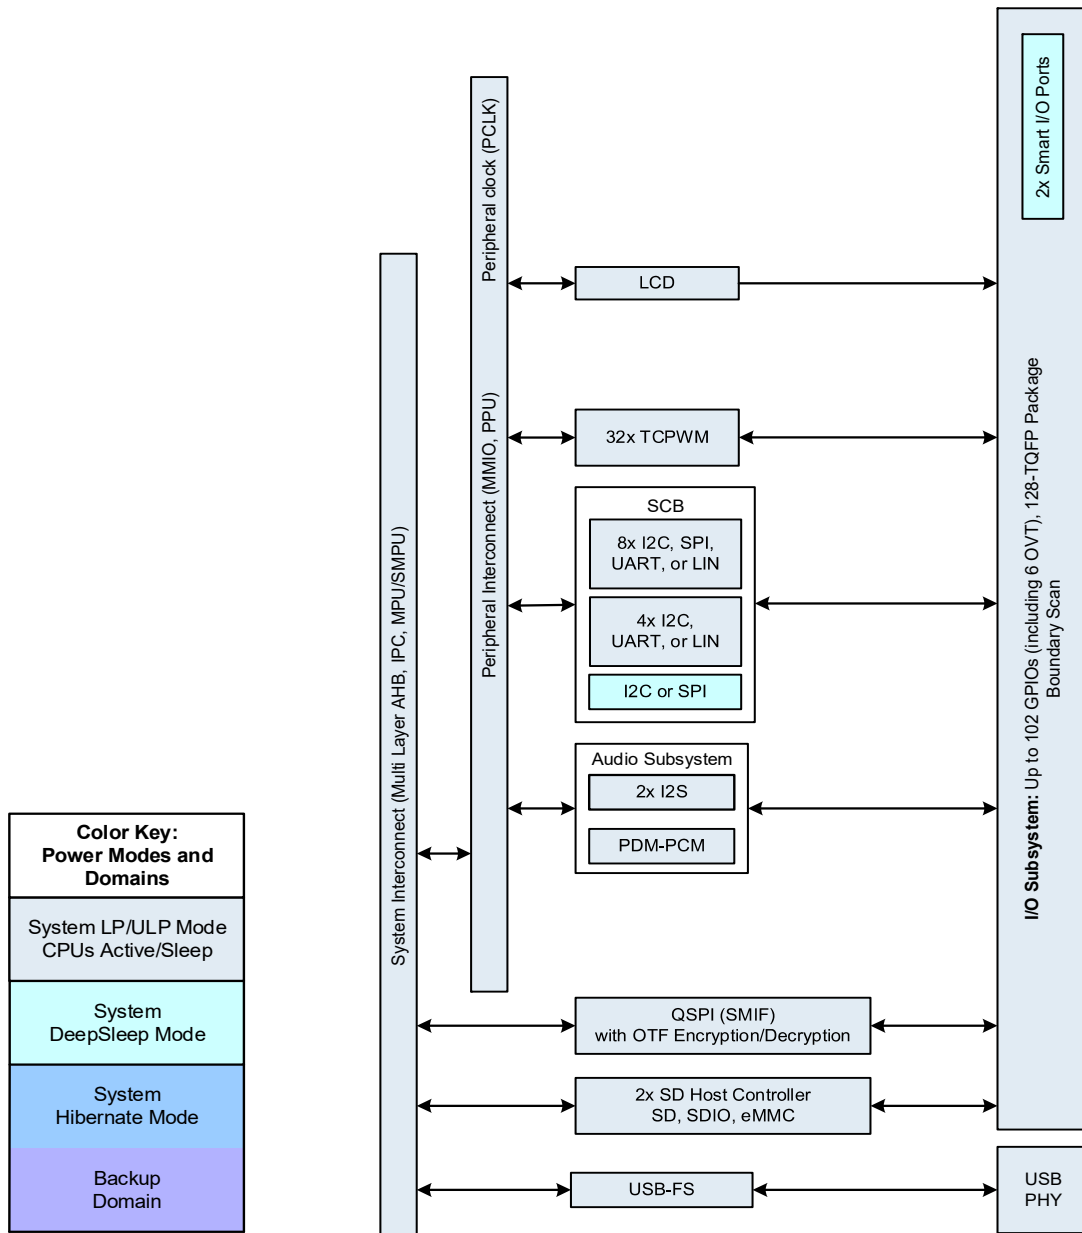 2x Smart I/O Ports
Peripheral clock (PCLK)
LCD
32x TCPWM
Peripheral Interconnect (MMIO, PPU)
System Interconnect (Multi Layer AHB, IPC, MPU/SMPU)
SCB
8x I2C, SPI,
UART, or LIN
4x I2C,
UART, or LIN
I2C or SPI
Audio Subsystem
2x I2S
PDM-PCM
I/O Subsystem: Up to 102 GPIOs (including 6 OVT), 128-TQFP Package
Boundary Scan
QSPI (SMIF)
with OTF Encryption/Decryption
2x SD Host Controller
SD, SDIO, eMMC
USB-FS
USB
PHY
Color Key:
Power Modes and
Domains
System LP/ULP Mode
CPUs Active/Sleep
System
DeepSleep Mode
System
Hibernate Mode
Backup
Domain